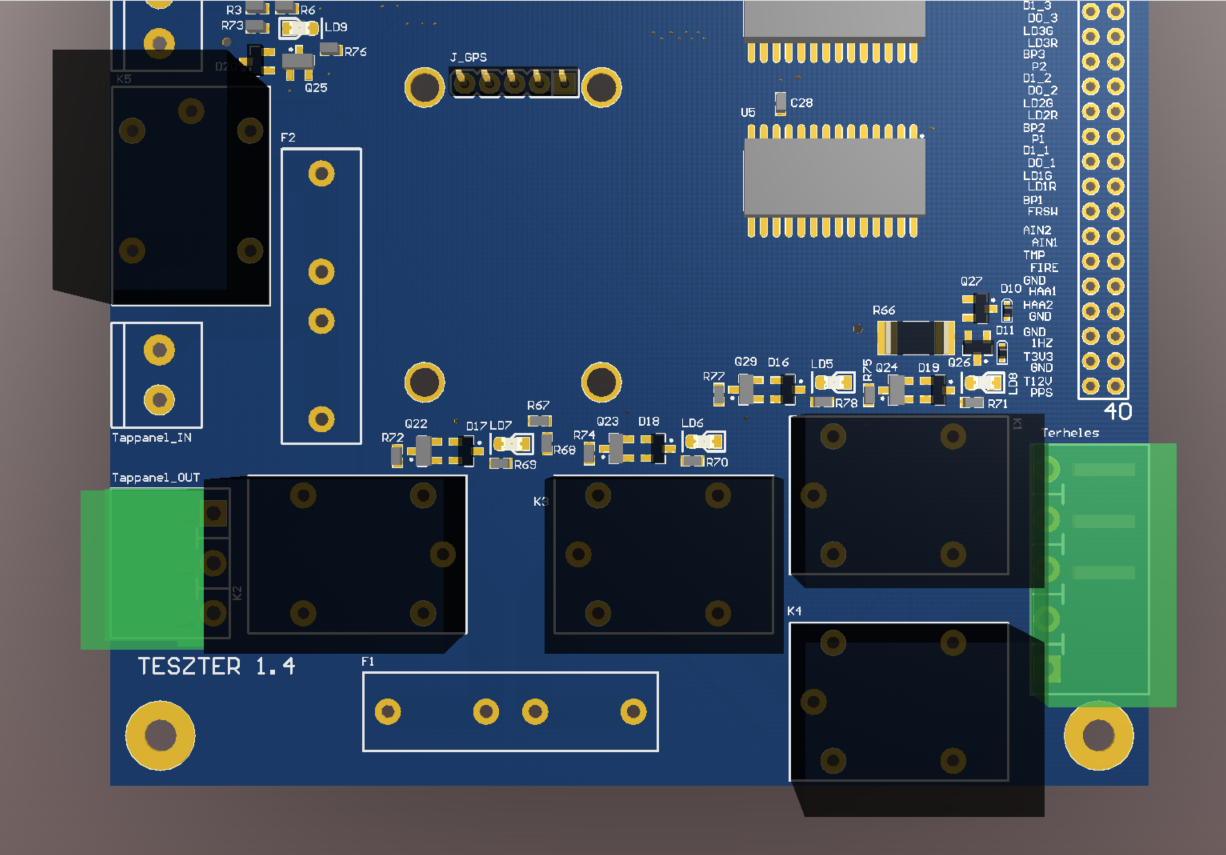 R3 R6
R73 LD9
R76
Q25
K5
J_GPS
F2
C28
U5
D1_3
DO_3
LD3G
LD3R
BP3
P2
D1_2
DO_2
LD2G
LD2R
BP2
P1
D1_1
DO_1
LD1G
LD1R
BP1
FRSW
AIN2
AIN1
TMP
FIRE
GND
HAA1
HAA2
GND
GND
1HZ
T3V3
GND
T12V
PPS
40
Q27 D10
R66
D11
Q26
Q29 D16 LD5 R75 Q24 D19 LD8
R77 R78 R71
Tappanel_IN
R67
Q22 D17 LD7 Q23 D18 LD6
R72 R68 R74
R69 R70
Terheles
K1
Tappanel_OUT
K3
K2
K4
TESZTER 1.4
F1